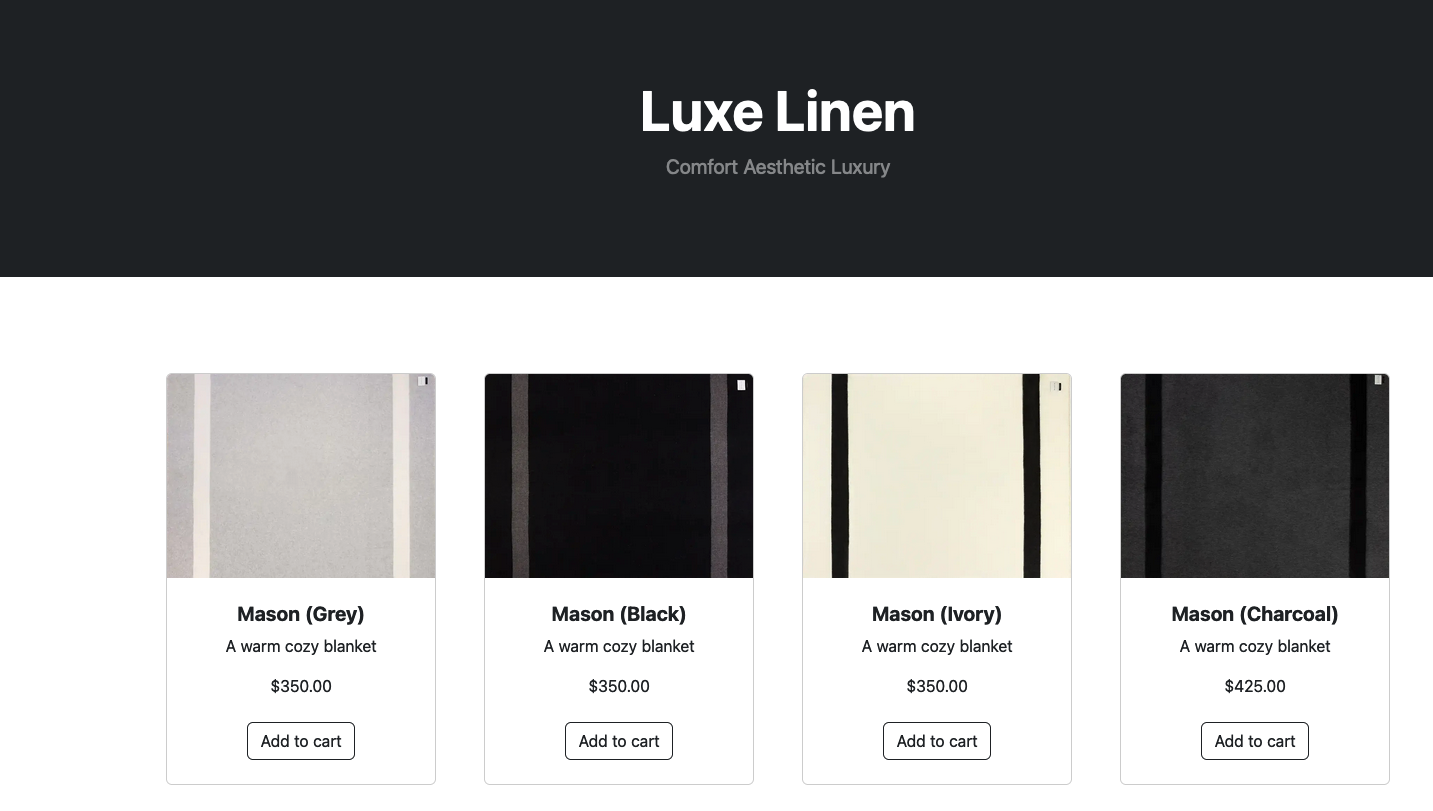 Luxe Linen
Comfort Aesthetic Luxury
Mason (Grey)
A warm cozy blanket
$350.00
Add to cart
Mason (Black)
A warm cozy blanket
$350.00
Add to cart
Mason (Ivory)
A warm cozy blanket
$350.00
Add to cart
Mason (Charcoal)
A warm cozy blanket
$425.00
Add to cart